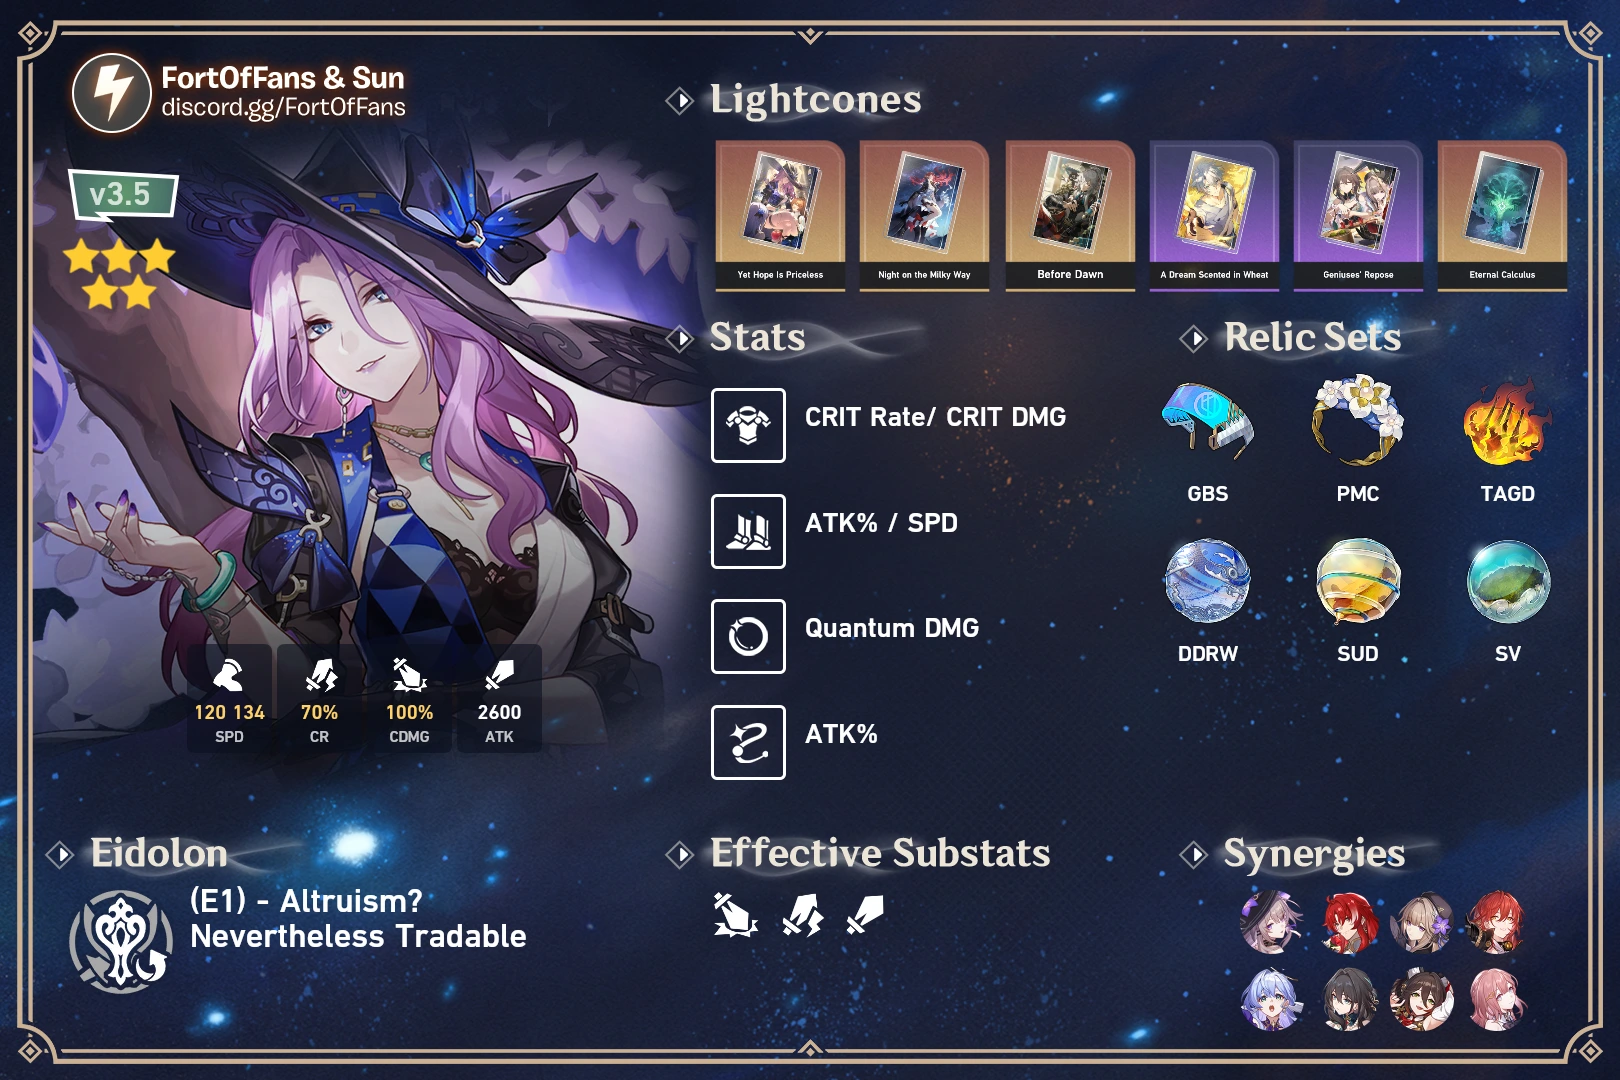 FortOfFans & Sun
discord.gg/FortOfFans
v3.5
Lightcones
Yet Hope Is Priceless
Night on the Milky Way
Before Dawn
A Dream Scented in Wheat
Geniuses' Repose
Eternal Calculus
Stats
CRIT Rate/ CRIT DMG
ATK% / SPD
Quantum DMG
ATK%
Relic Sets
GBS
PMC
TAGD
DDRW
SUD
SV
120 134
SPD
70%
CR
100%
CDMG
2600
ATK
Eidolon
(E1) - Altruism?
Nevertheless Tradable
Effective Substats
Synergies